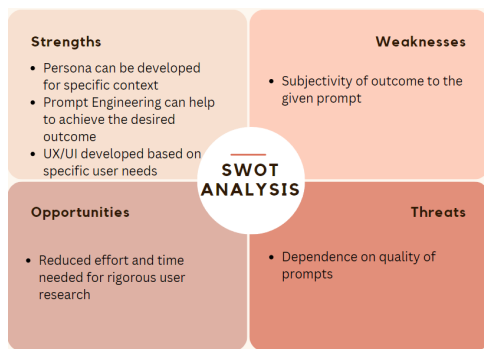 Strengths
• Persona can be developed
for specific context
• Prompt Engineering can help
to achieve the desired
outcome
• UX/UI developed based on
specific user needs
Weaknesses
• Subjectivity of outcome to the
given prompt
SWOT
ANALYSIS
Opportunities
• Reduced effort and time
needed for rigorous user
research
Threats
• Dependence on quality of
prompts